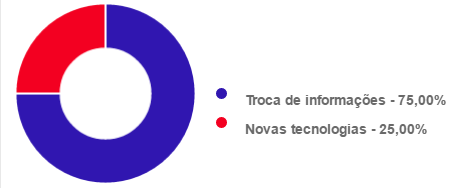 Troca de informações - 75,00%
Novas tecnologias - 25,00%